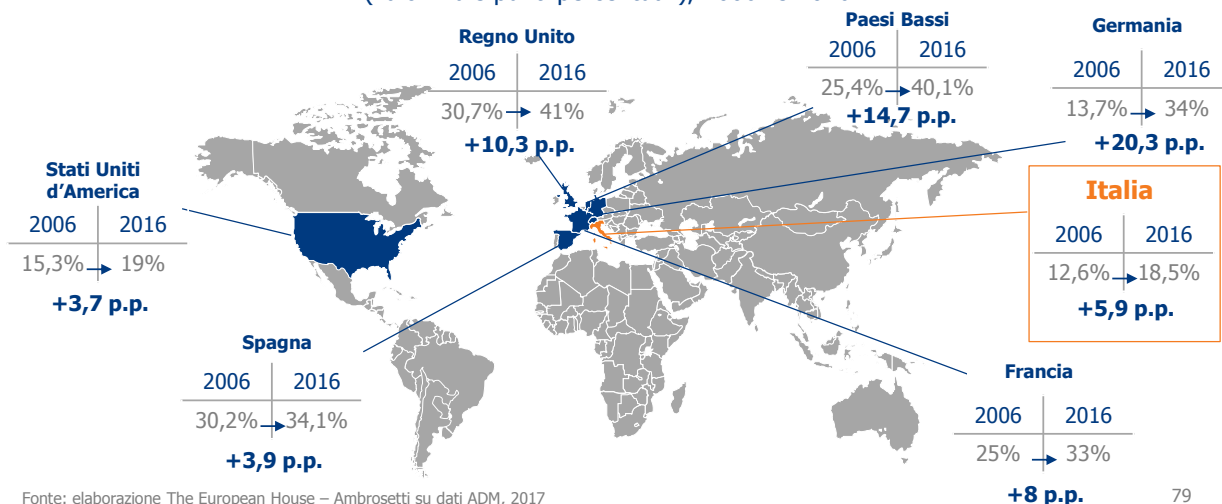 Regno Unito
2006 2016
30,7% 41%
+10,3 p.p.
Paesi Bassi
2006 2016
25,4% 40,1%
+14,7 p.p.
Germania
2006 2016
13,7% 34%
+20,3 p.p.
Stati Uniti
d’America
2006 2016
15,3% 19%
+3,7 p.p.
Italia
2006 2016
12,6% 18,5%
+5,9 p.p.
Spagna
2006 2016
30,2% 34,1%
+3,9 p.p.
Francia
2006 2016
25% 33%
+8 p.p.
Fonte: elaborazione The European House – Ambrosetti su dati ADM, 2017
79